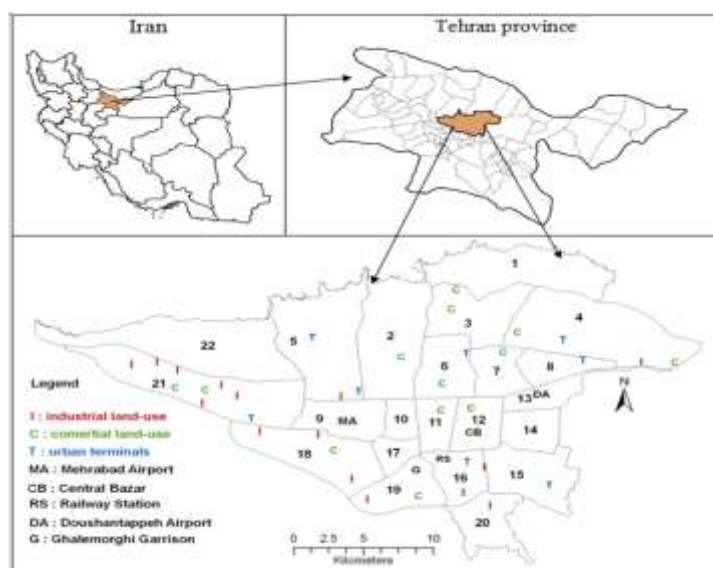 Iran
Tehran province
1
C
C
3
4
C
22
5
T
2
T
C
6
T
C
7
8
T
I
C
I
I
I
21
C
C
I
I
I
T
I
T
C
N
13 DA
Legend
I : industrial land-use
C : comertial land-use
T : urban terminals
MA : Mehrabad Airport
CB : Central Bazar
RS : Railway Station
DA : Doushantappeh Airport
G : Ghalemorghi Garrison
9 MA
10
C
11
C
12
CB
14
I
I
18
C
17
RS
T
I
G
16
15
T
I
I
19
C
I
I
20
0 2.5 5 10
Kilometers